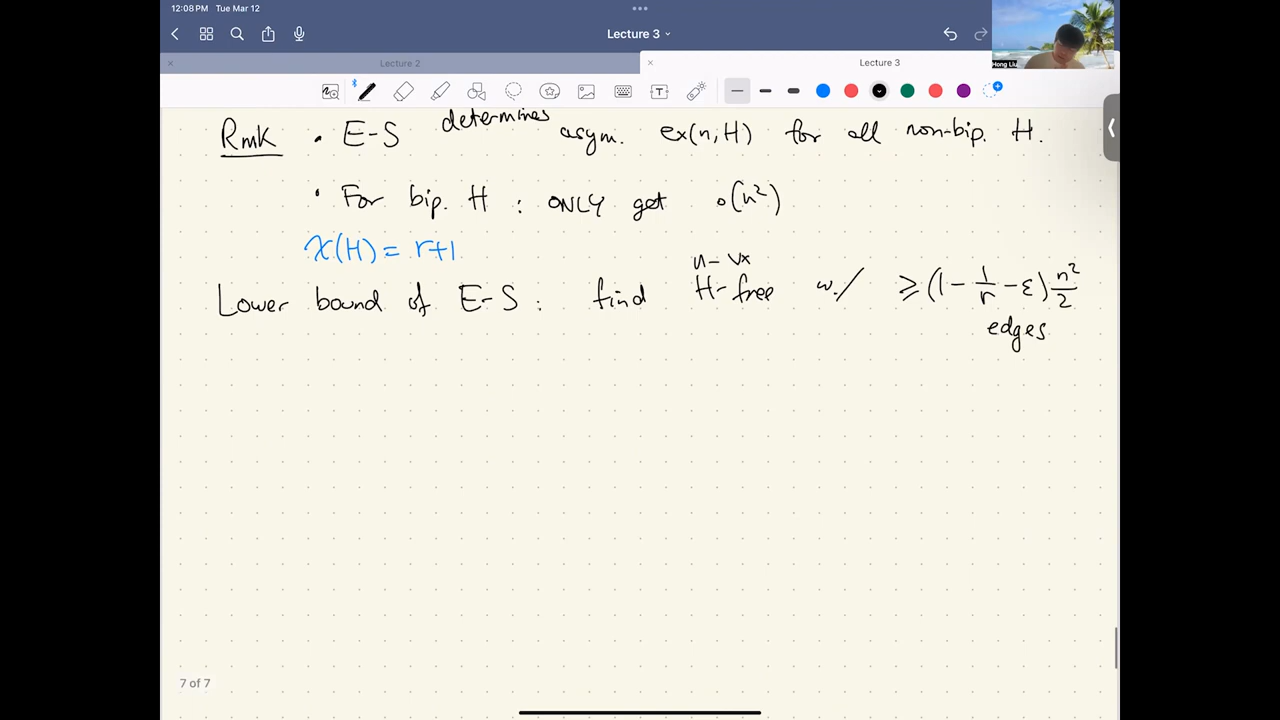 12:08 PM Tue Mar 12
Lecture 3
Hong Liu
Lecture 2
Lecture 3
Rmk • E-S determines asym. ex(n, H) for all non-bip. H.
• For bip. H : ONLY get o(n²)
χ(H) = r+1
n-vx
Lower bound of E-S : find H-free w./ ≥ (1 - 1/r - ε) n²/2
edges
7 of 7